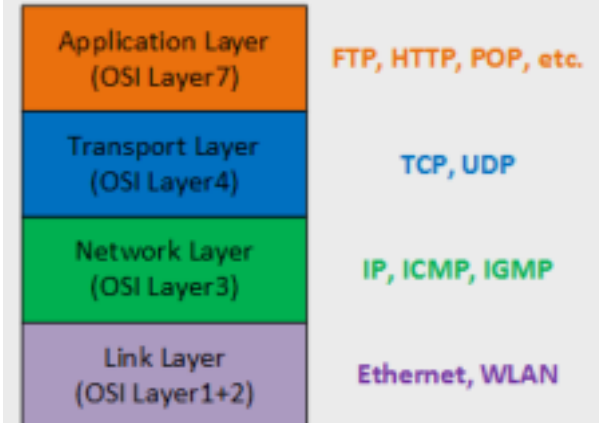 Application Layer
(OSI Layer7)
FTP, HTTP, POP, etc.
Transport Layer
(OSI Layer4)
TCP, UDP
Network Layer
(OSI Layer3)
IP, ICMP, IGMP
Link Layer
(OSI Layer1+2)
Ethernet, WLAN